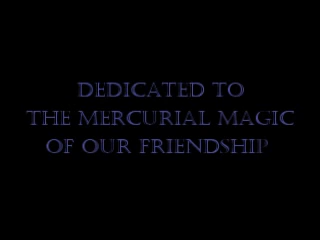 DEDICATED TO
THE MERCURIAL MAGIC
OF OUR FRIENDSHIP